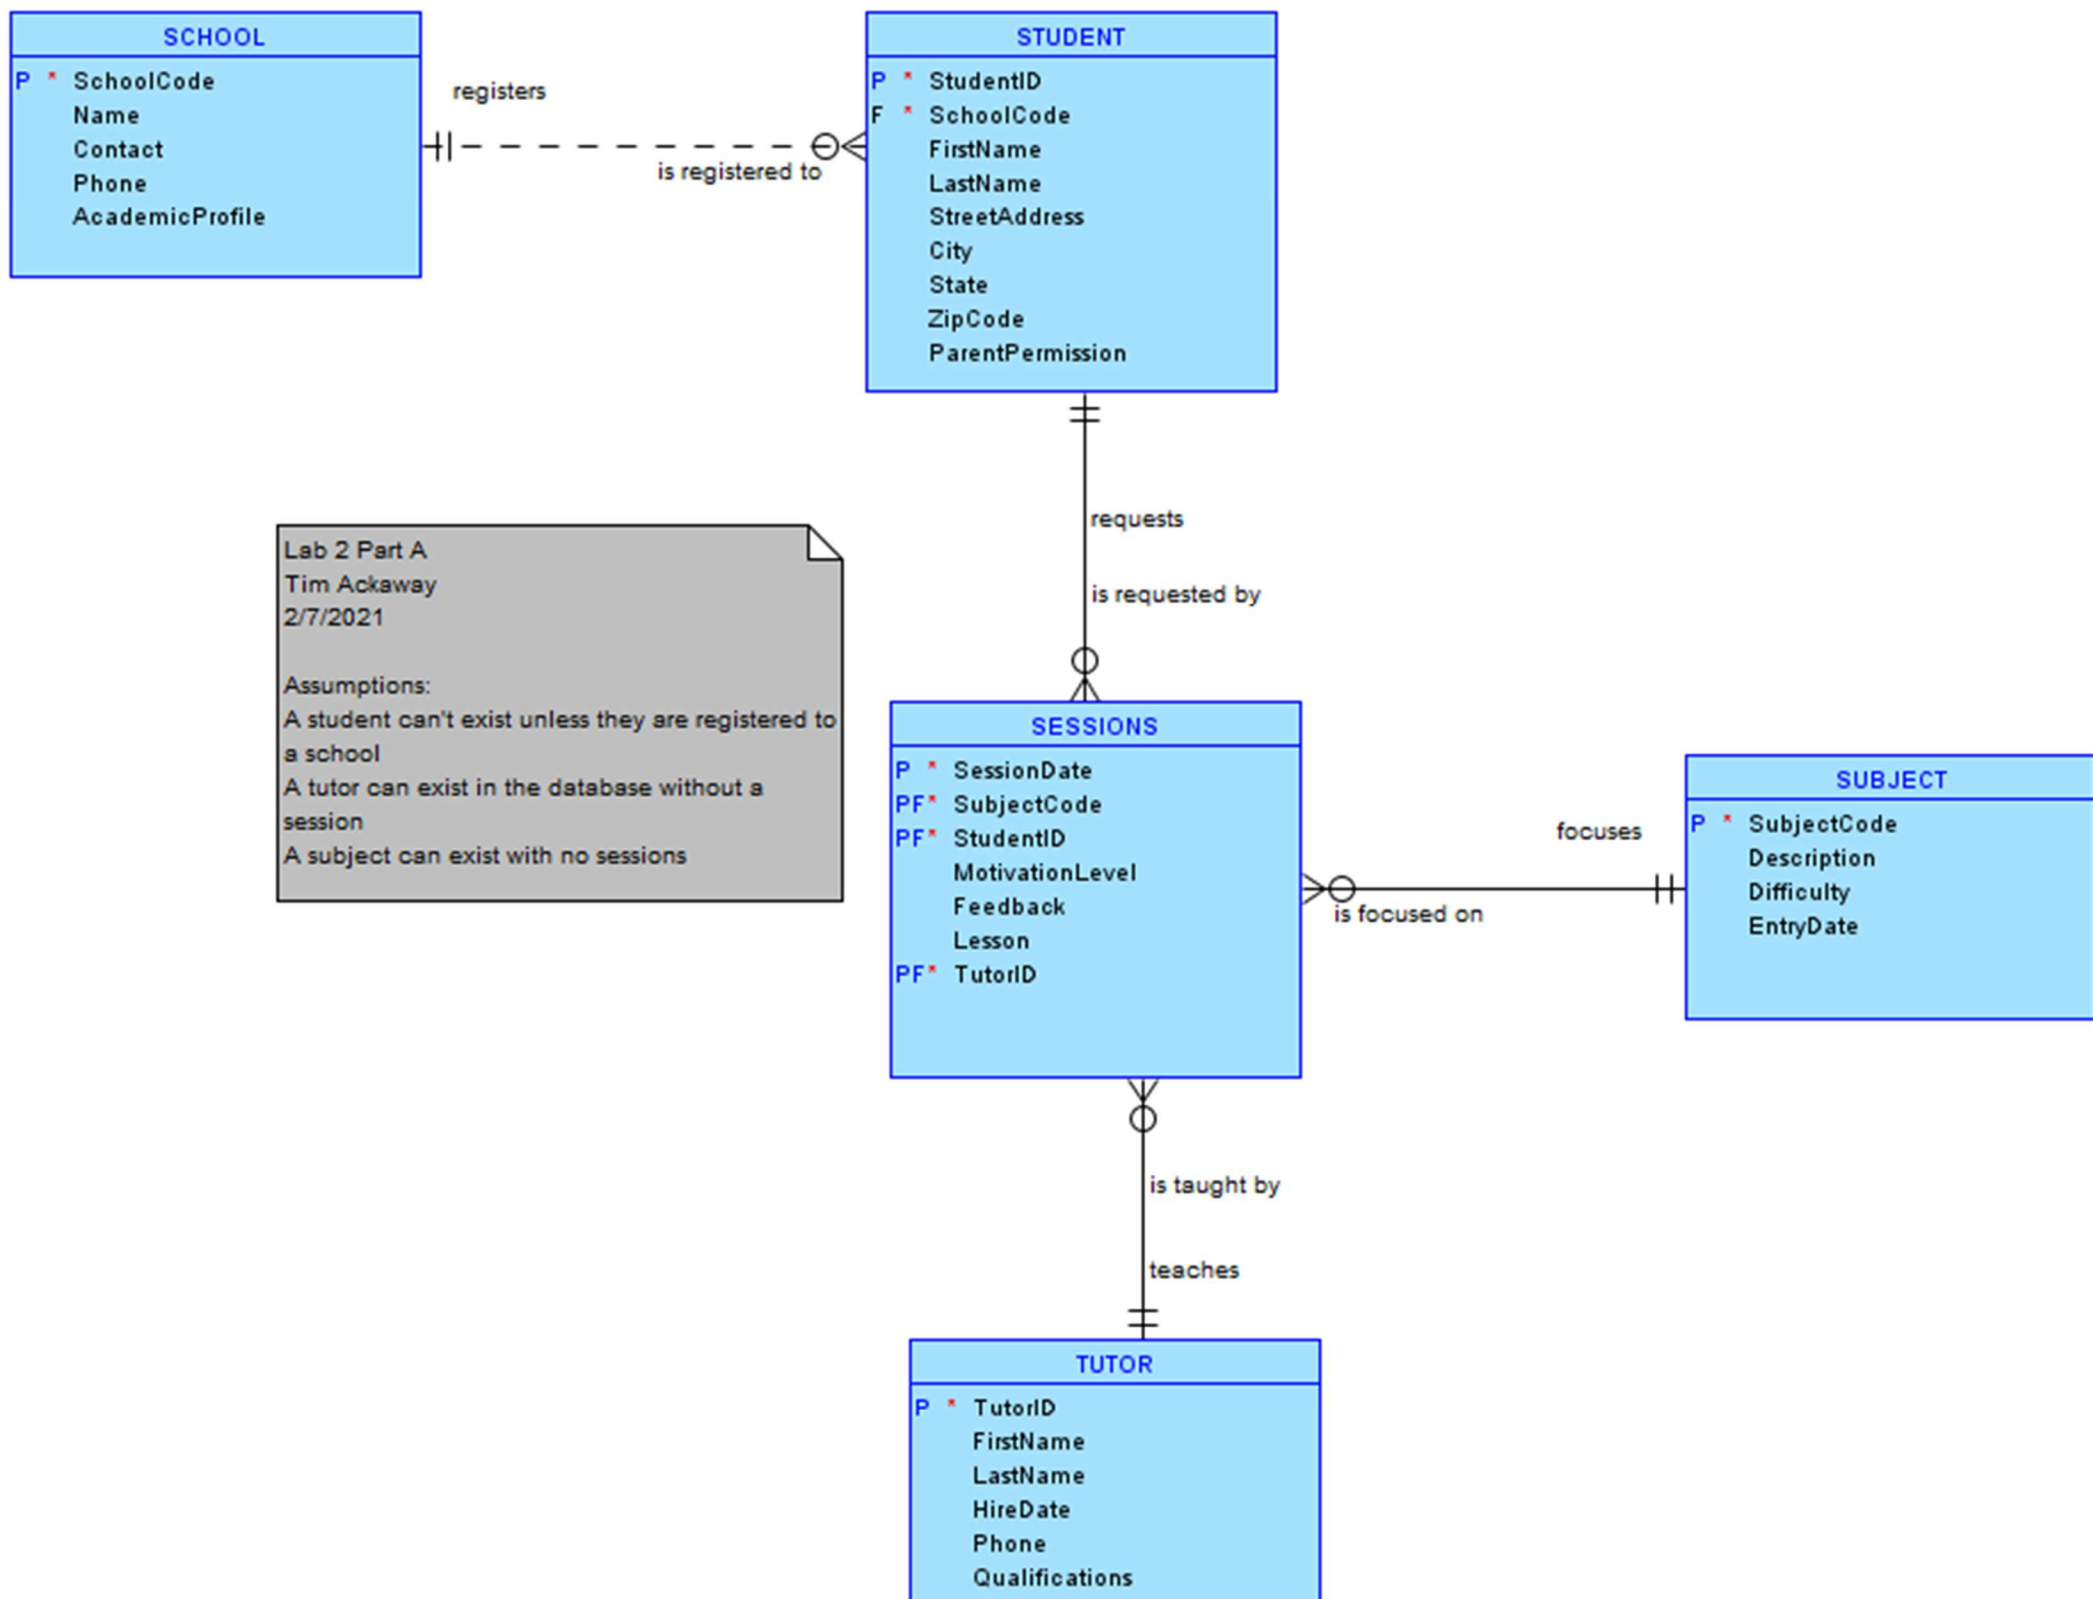 SCHOOL
P * SchoolCode
Name
Contact
Phone
AcademicProfile
registers
is registered to
STUDENT
P * StudentID
F * SchoolCode
FirstName
LastName
StreetAddress
City
State
ZipCode
ParentPermission
requests
is requested by
Lab 2 Part A
Tim Ackaway
2/7/2021
Assumptions:
A student can't exist unless they are registered to
a school
A tutor can exist in the database without a
session
A subject can exist with no sessions
SESSIONS
P * SessionDate
PF* SubjectCode
PF* StudentID
MotivationLevel
Feedback
Lesson
PF* TutorID
focuses
is focused on
SUBJECT
P * SubjectCode
Description
Difficulty
EntryDate
is taught by
teaches
TUTOR
P * TutorID
FirstName
LastName
HireDate
Phone
Qualifications